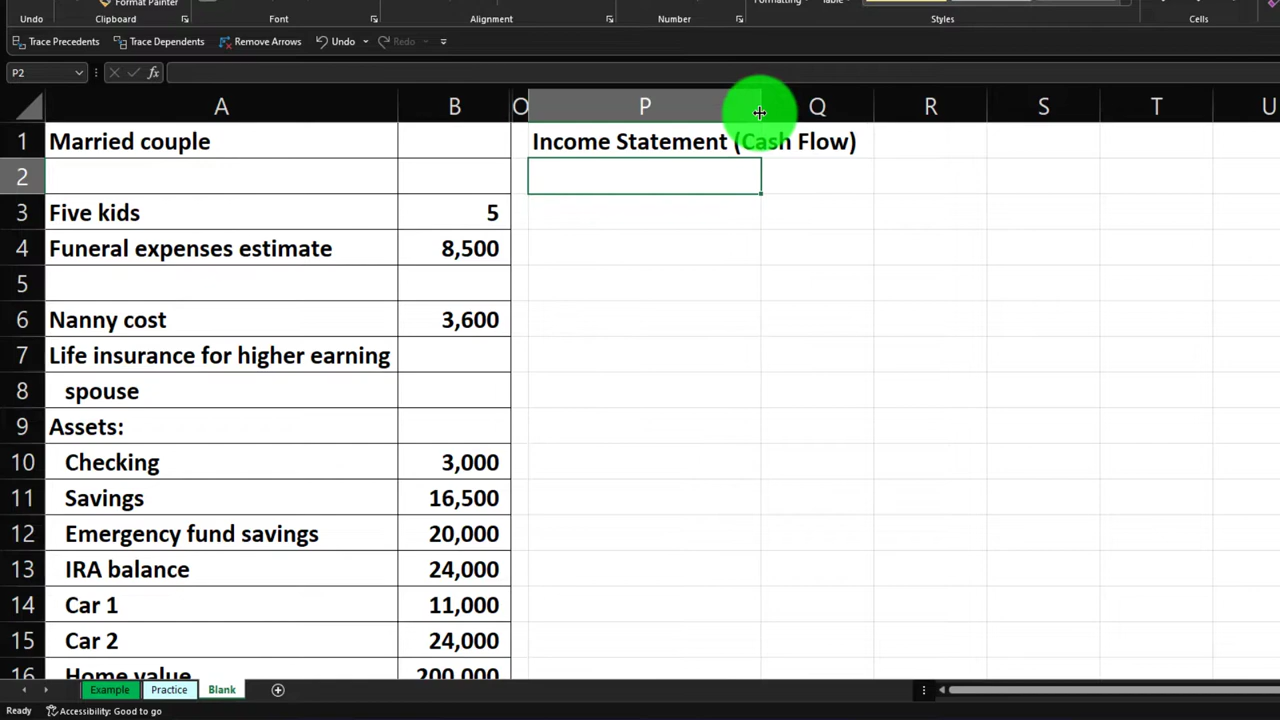 Format Painter
Undo Clipboard Font Alignment Number Styles Cells
Trace Precedents Trace Dependents Remove Arrows Undo Redo
P2 fx
A B O P Q R S T U
1 Married couple Income Statement (Cash Flow)
2
3 Five kids 5
4 Funeral expenses estimate 8,500
5
6 Nanny cost 3,600
7 Life insurance for higher earning
8 spouse
9 Assets:
10 Checking 3,000
11 Savings 16,500
12 Emergency fund savings 20,000
13 IRA balance 24,000
14 Car 1 11,000
15 Car 2 24,000
16 Home value 200,000
Example Practice Blank
Ready Accessibility: Good to go